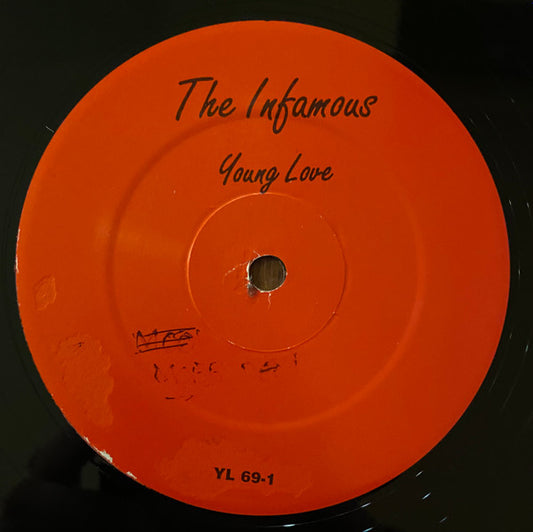 The Infamous
Young Love
YL 69-1